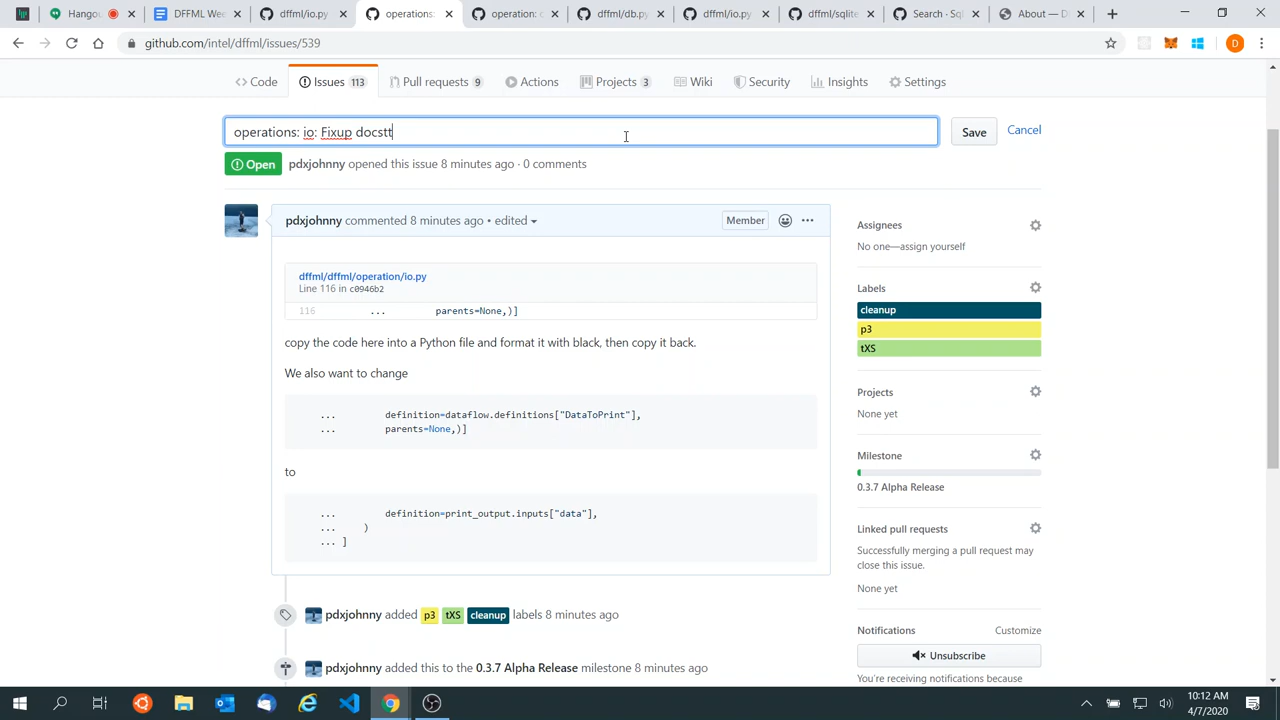 Hangou
DFFML Wee
dffml/io.py
operations:
operation: c
dffml/db.py
dffml/io.py
dffml/sqlite
Search · Sql
About — D
github.com/intel/dffml/issues/539
D
Code
Issues 113
Pull requests 9
Actions
Projects 3
Wiki
Security
Insights
Settings
operations: io: Fixup docstt
Save
Cancel
Open
pdxjohnny opened this issue 8 minutes ago · 0 comments
pdxjohnny commented 8 minutes ago • edited
Member
dffml/dffml/operation/io.py
Line 116 in c0946b2
116 ... parents=None,)]
copy the code here into a Python file and format it with black, then copy it back.
We also want to change
... definition=dataflow.definitions["DataToPrint"],
... parents=None,)]
to
... definition=print_output.inputs["data"],
... )
... ]
pdxjohnny added p3 tXS cleanup labels 8 minutes ago
pdxjohnny added this to the 0.3.7 Alpha Release milestone 8 minutes ago
Assignees
No one—assign yourself
Labels
cleanup
p3
tXS
Projects
None yet
Milestone
0.3.7 Alpha Release
Linked pull requests
Successfully merging a pull request may
close this issue.
None yet
Notifications
Customize
Unsubscribe
You're receiving notifications because
10:12 AM
4/7/2020